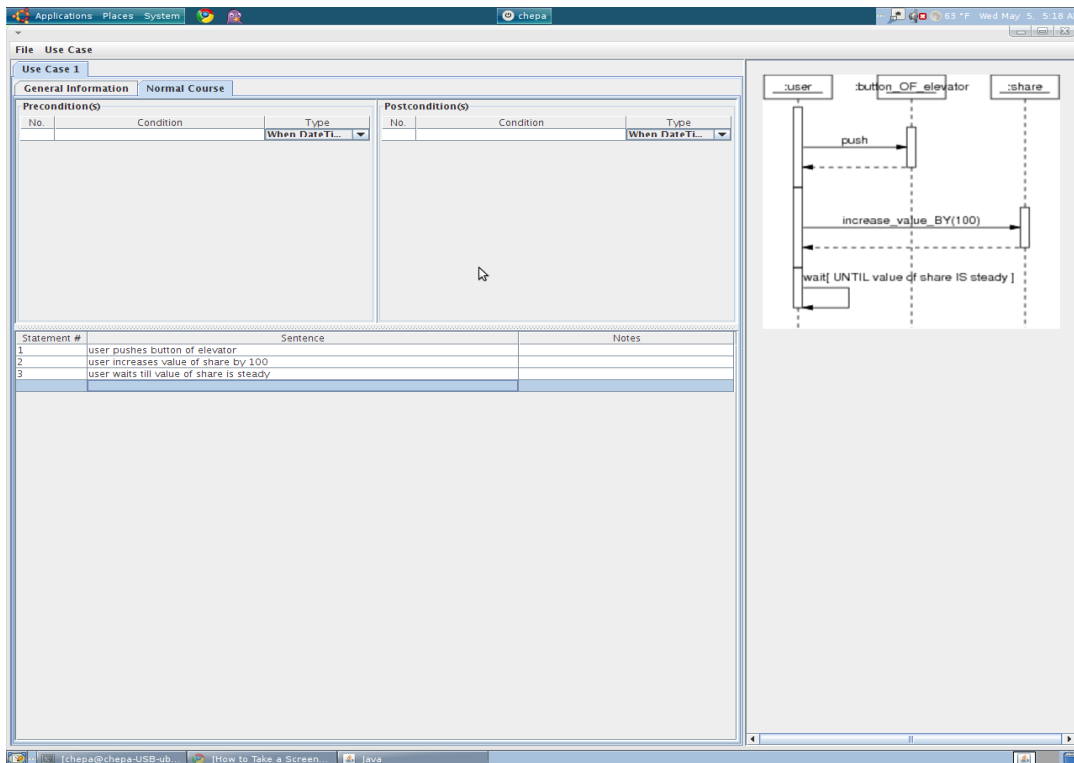 Applications Places System chepa 63 °F Wed May 5, 5:18 A
File Use Case
Use Case 1
General Information Normal Course
Precondition(s)
No. Condition Type
When DateTi...
Postcondition(s)
No. Condition Type
When DateTi...
Statement # Sentence Notes
1 user pushes button of elevator
2 user increases value of share by 100
3 user waits till value of share is steady
:user :button_OF_elevator :share
push
increase_value_BY(100)
wait[ UNTIL value of share IS steady ]
[chepa@chepa-USB-ub... [How to Take a Screen... Java